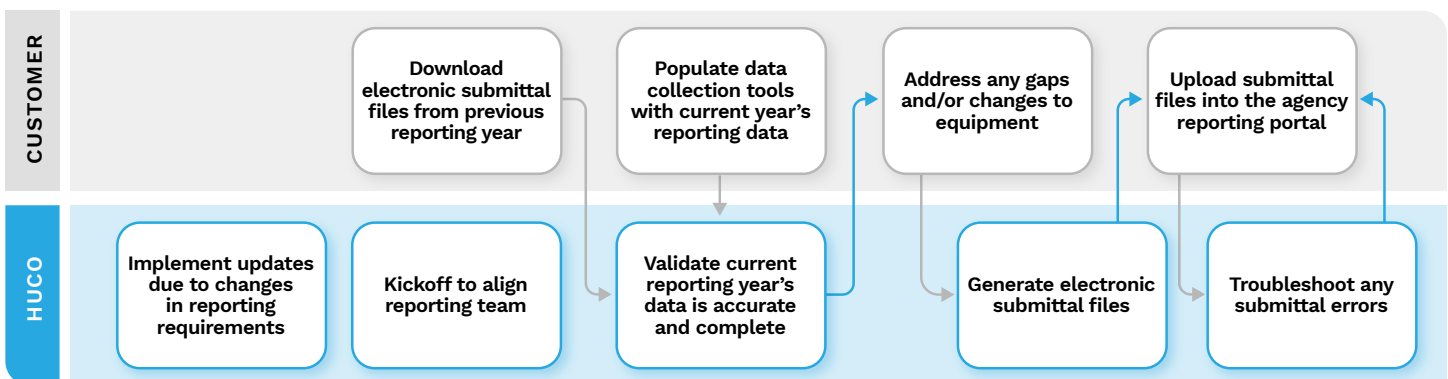 CUSTOMER
Download
electronic submittal
files from previous
reporting year
Populate data
collection tools
with current year's
reporting data
Address any gaps
and/or changes to
equipment
Upload submittal
files into the agency
reporting portal
HUCO
Implement updates
due to changes
in reporting
requirements
Kickoff to align
reporting team
Validate current
reporting year's
data is accurate
and complete
Generate electronic
submittal files
Troubleshoot any
submittal errors